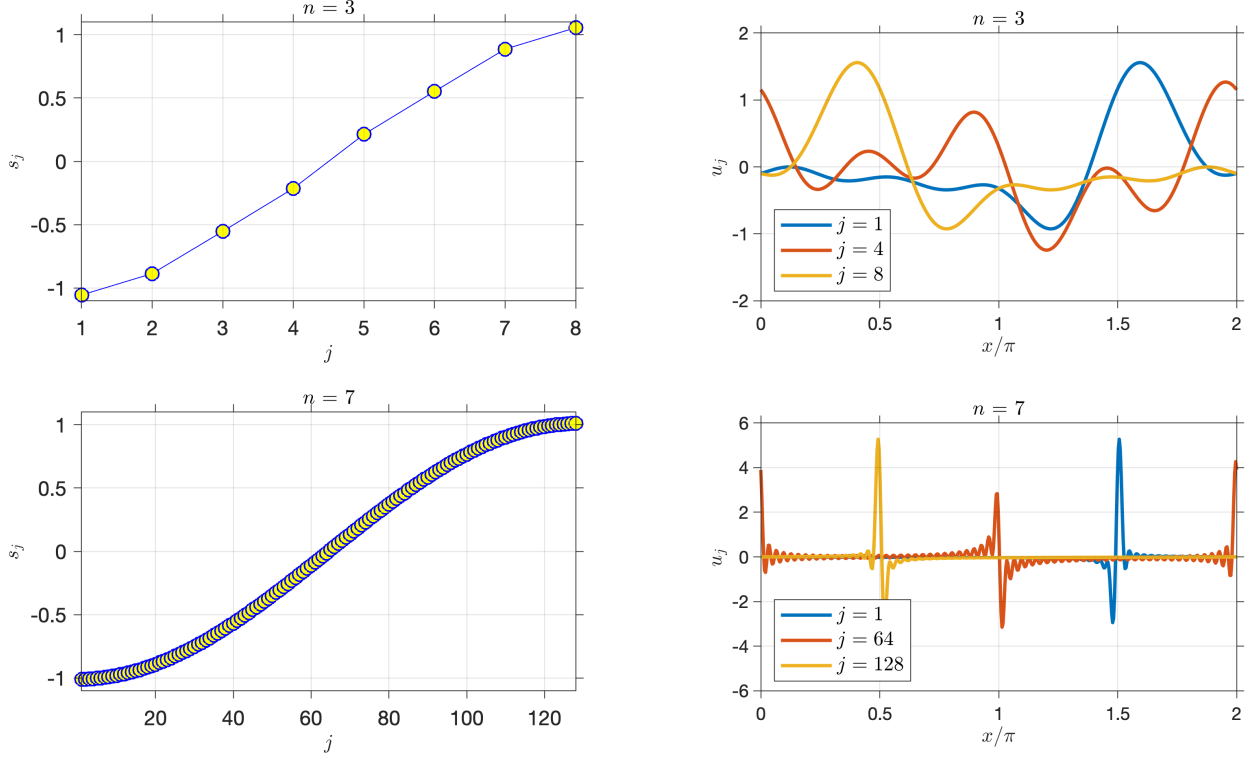 n = 3
1
0.5
0
-0.5
-1
s_j
1 2 3 4 5 6 7 8
j
n = 3
2
1
0
-1
-2
u_j
j = 1
j = 4
j = 8
0 0.5 1 1.5 2
x/π
n = 7
1
0.5
0
-0.5
-1
s_j
20 40 60 80 100 120
j
n = 7
6
4
2
0
-2
-4
-6
u_j
j = 1
j = 64
j = 128
0 0.5 1 1.5 2
x/π